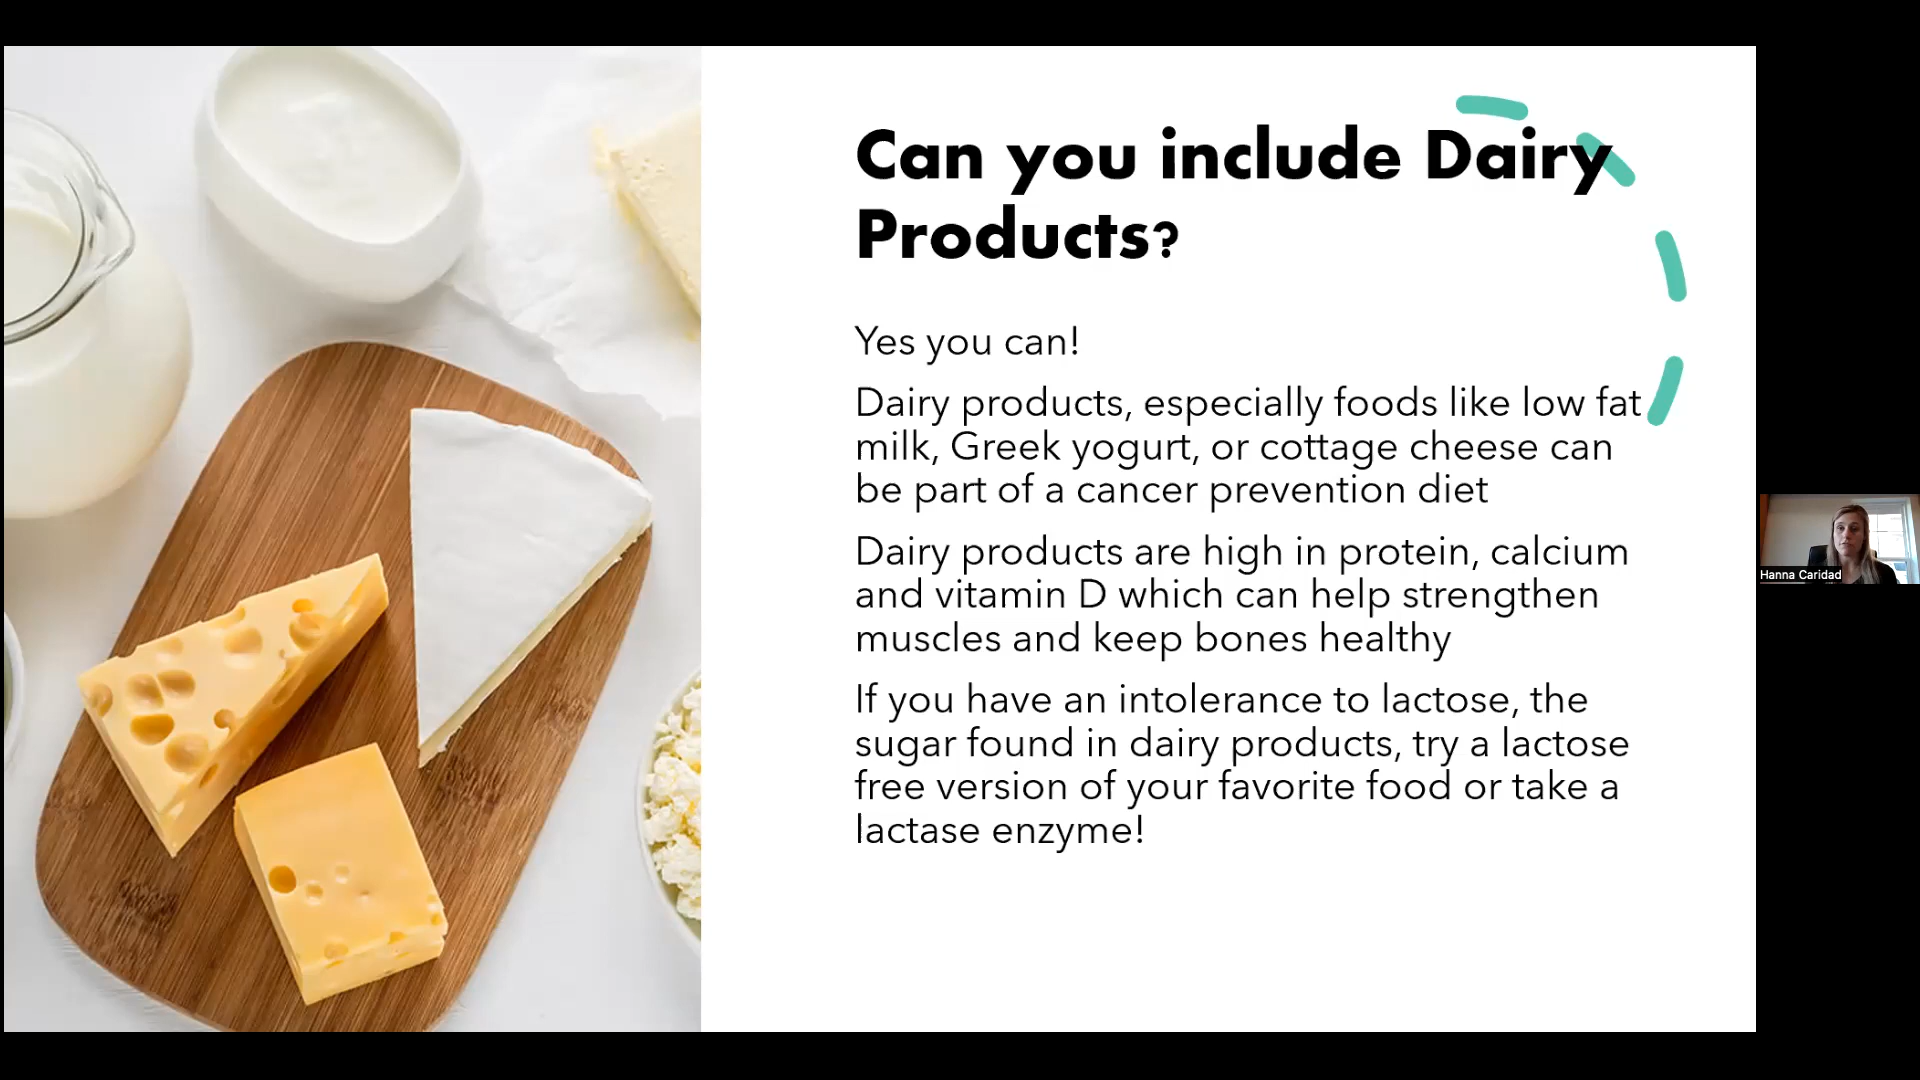 Can you include Dairy
Products?
Yes you can!
Dairy products, especially foods like low fat
milk, Greek yogurt, or cottage cheese can
be part of a cancer prevention diet
Dairy products are high in protein, calcium
and vitamin D which can help strengthen
muscles and keep bones healthy
If you have an intolerance to lactose, the
sugar found in dairy products, try a lactose
free version of your favorite food or take a
lactase enzyme!
Hanna Caridad